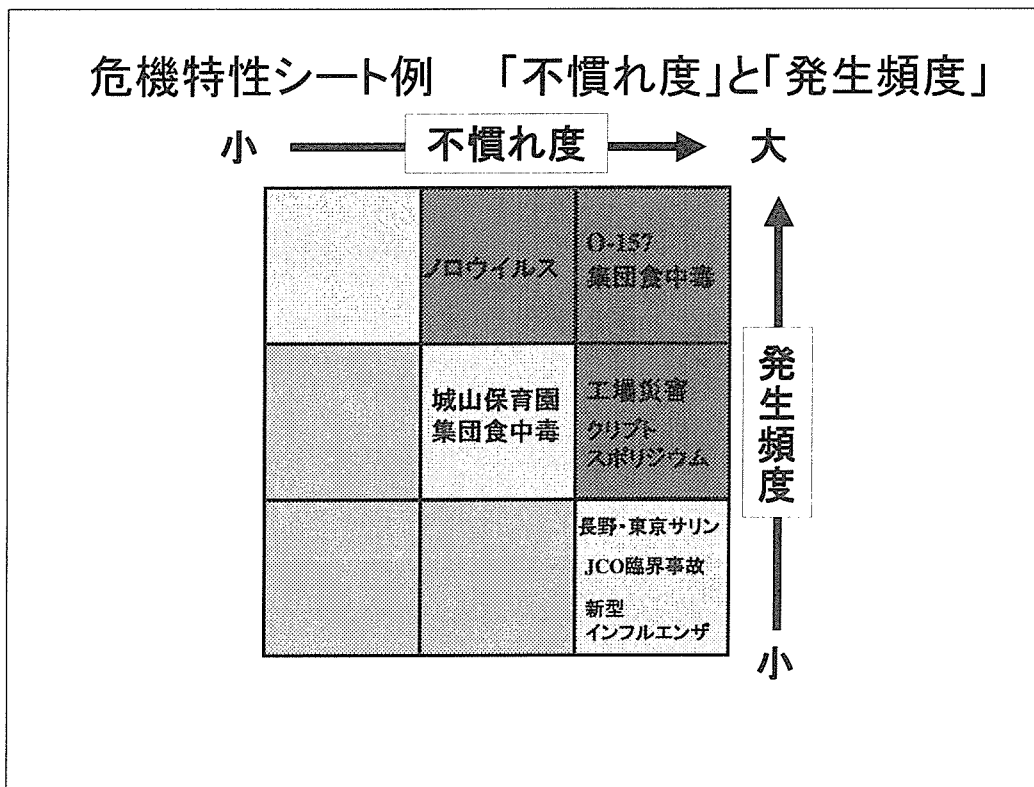 危機特性シート例 「不慣れ度」と「発生頻度」
小 不慣れ度 大
ノロウイルス
O-157
集団食中毒
城山保育園
集団食中毒
工場災害
クリプト
スポリジウム
長野・東京サリン
JCO臨界事故
新型
インフルエンザ
発生頻度
小